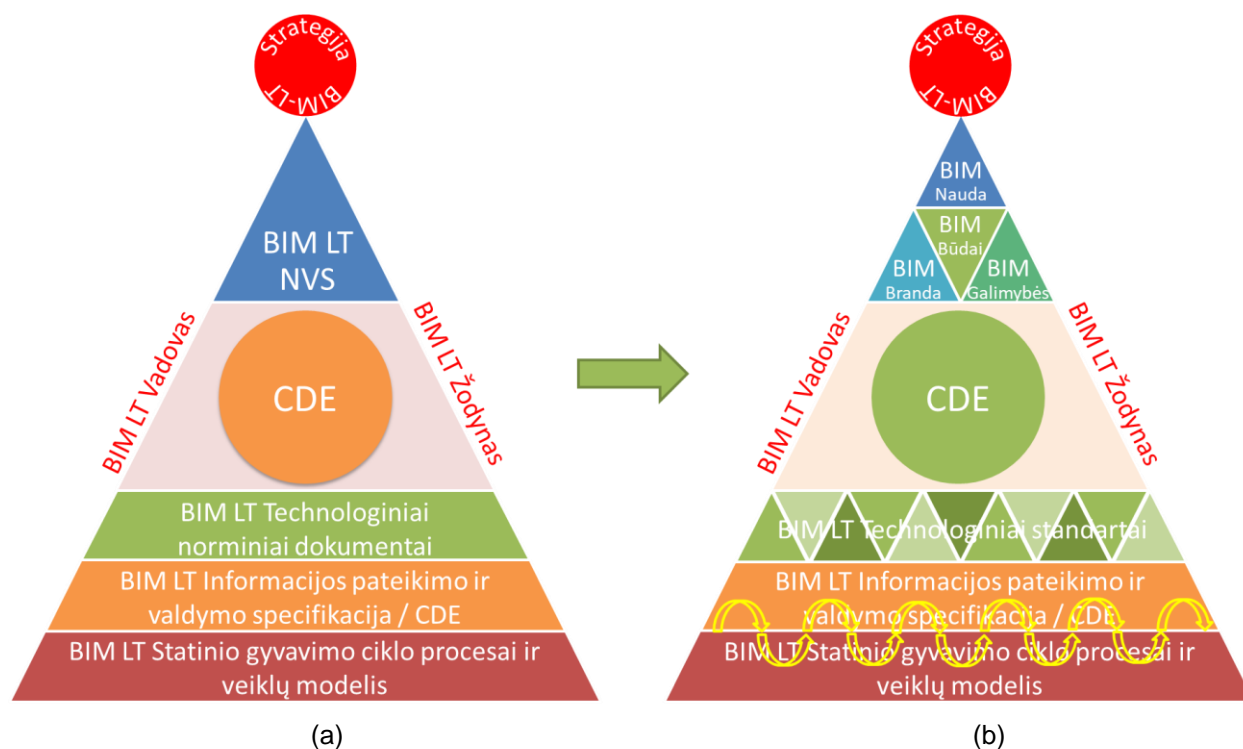 Strategija
BIM-LT
BIM LT
NVS
BIM LT Vadovas
BIM LT Žodynas
CDE
BIM LT Technologiniai
norminiai dokumentai
BIM LT Informacijos pateikimo ir
valdymo specifikacija / CDE
BIM LT Statinio gyvavimo ciklo procesai ir
veiklų modelis
(a)
Strategija
BIM-LT
BIM
Nauda
BIM
Būdai
BIM
Branda
BIM
Galimybės
BIM LT Vadovas
BIM LT Žodynas
CDE
BIM LT Technologiniai standartai
BIM LT Informacijos pateikimo ir
valdymo specifikacija / CDE
BIM LT Statinio gyvavimo ciklo procesai ir
veiklų modelis
(b)